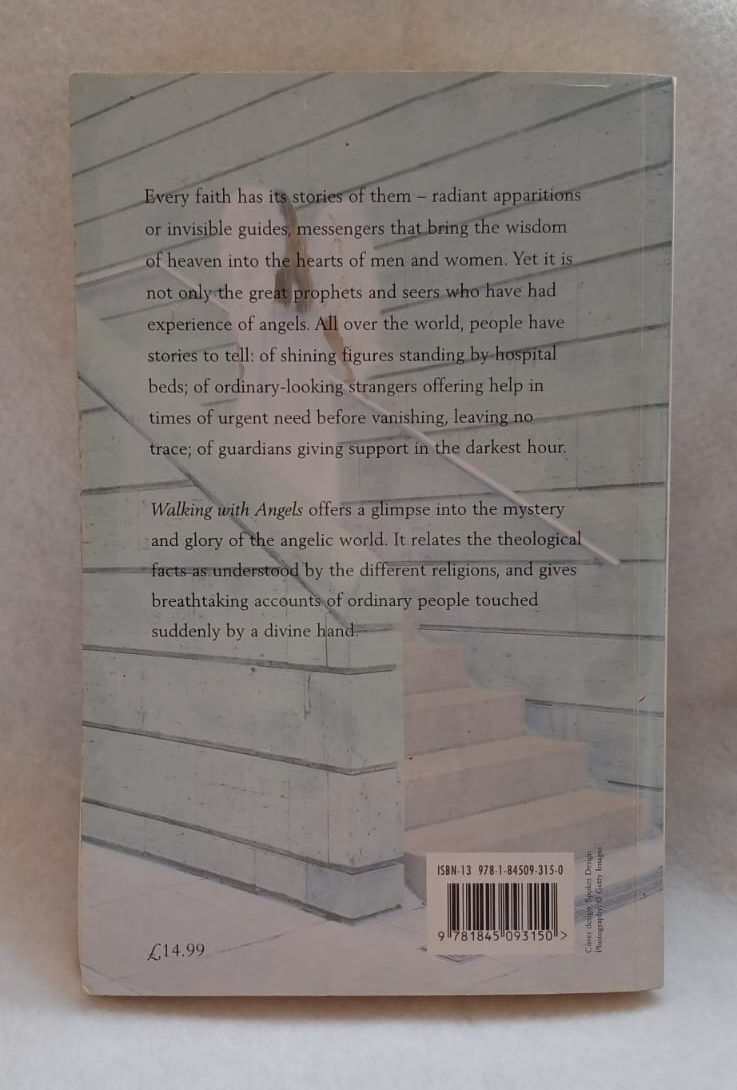 Every faith has its stories of them – radiant apparitions
or invisible guides, messengers that bring the wisdom
of heaven into the hearts of men and women. Yet it is
not only the great prophets and seers who have had
experience of angels. All over the world, people have
stories to tell: of shining figures standing by hospital
beds; of ordinary-looking strangers offering help in
times of urgent need before vanishing, leaving no
trace; of guardians giving support in the darkest hour.
Walking with Angels offers a glimpse into the mystery
and glory of the angelic world. It relates the theological
facts as understood by the different religions, and gives
breathtaking accounts of ordinary people touched
suddenly by a divine hand.
£14.99
ISBN-13 978-1-84509-315-0
9 781845 093150 >
Cover design: Spokes Design
Photography: © Getty Images